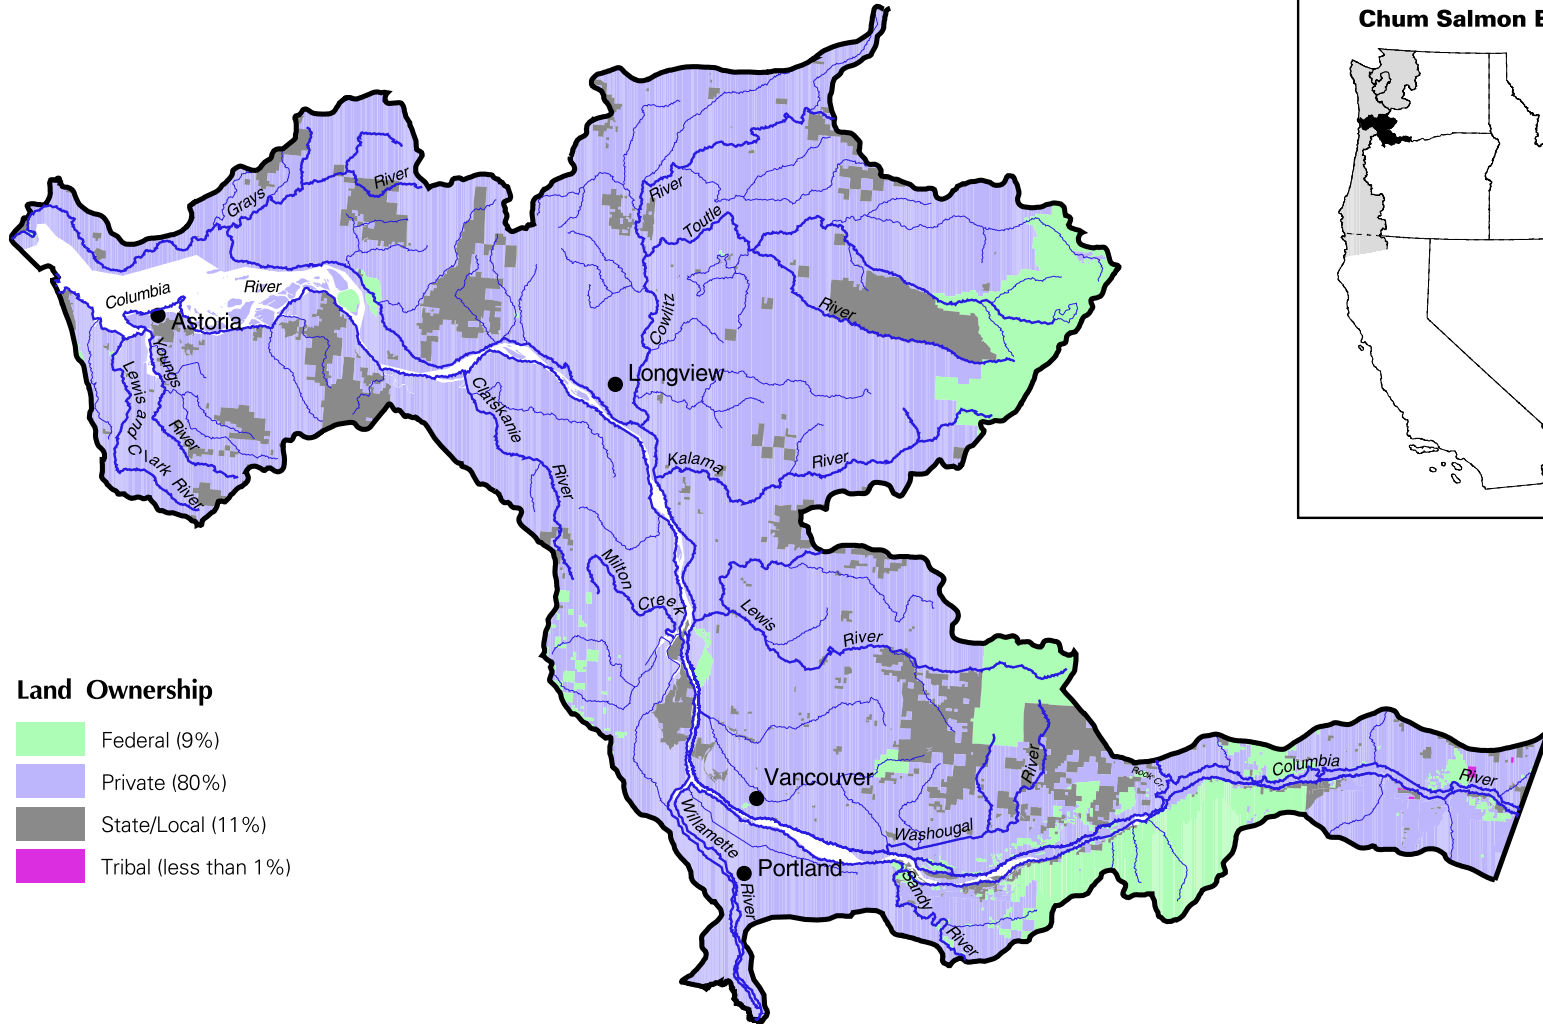 Chum Salmon E
Grays
River
River
Toutle
Columbia
River
Astoria
River
Cowlitz
Longview
Youngs
River
Lewis and Clark River
Clatskanie
River
Kalama
River
Milton
Creek
Lewis
River
Land Ownership
Federal (9%)
Private (80%)
State/Local (11%)
Tribal (less than 1%)
River
Rock Cr.
Columbia
River
Vancouver
Washougal
Willamette
River
Portland
Sandy
River